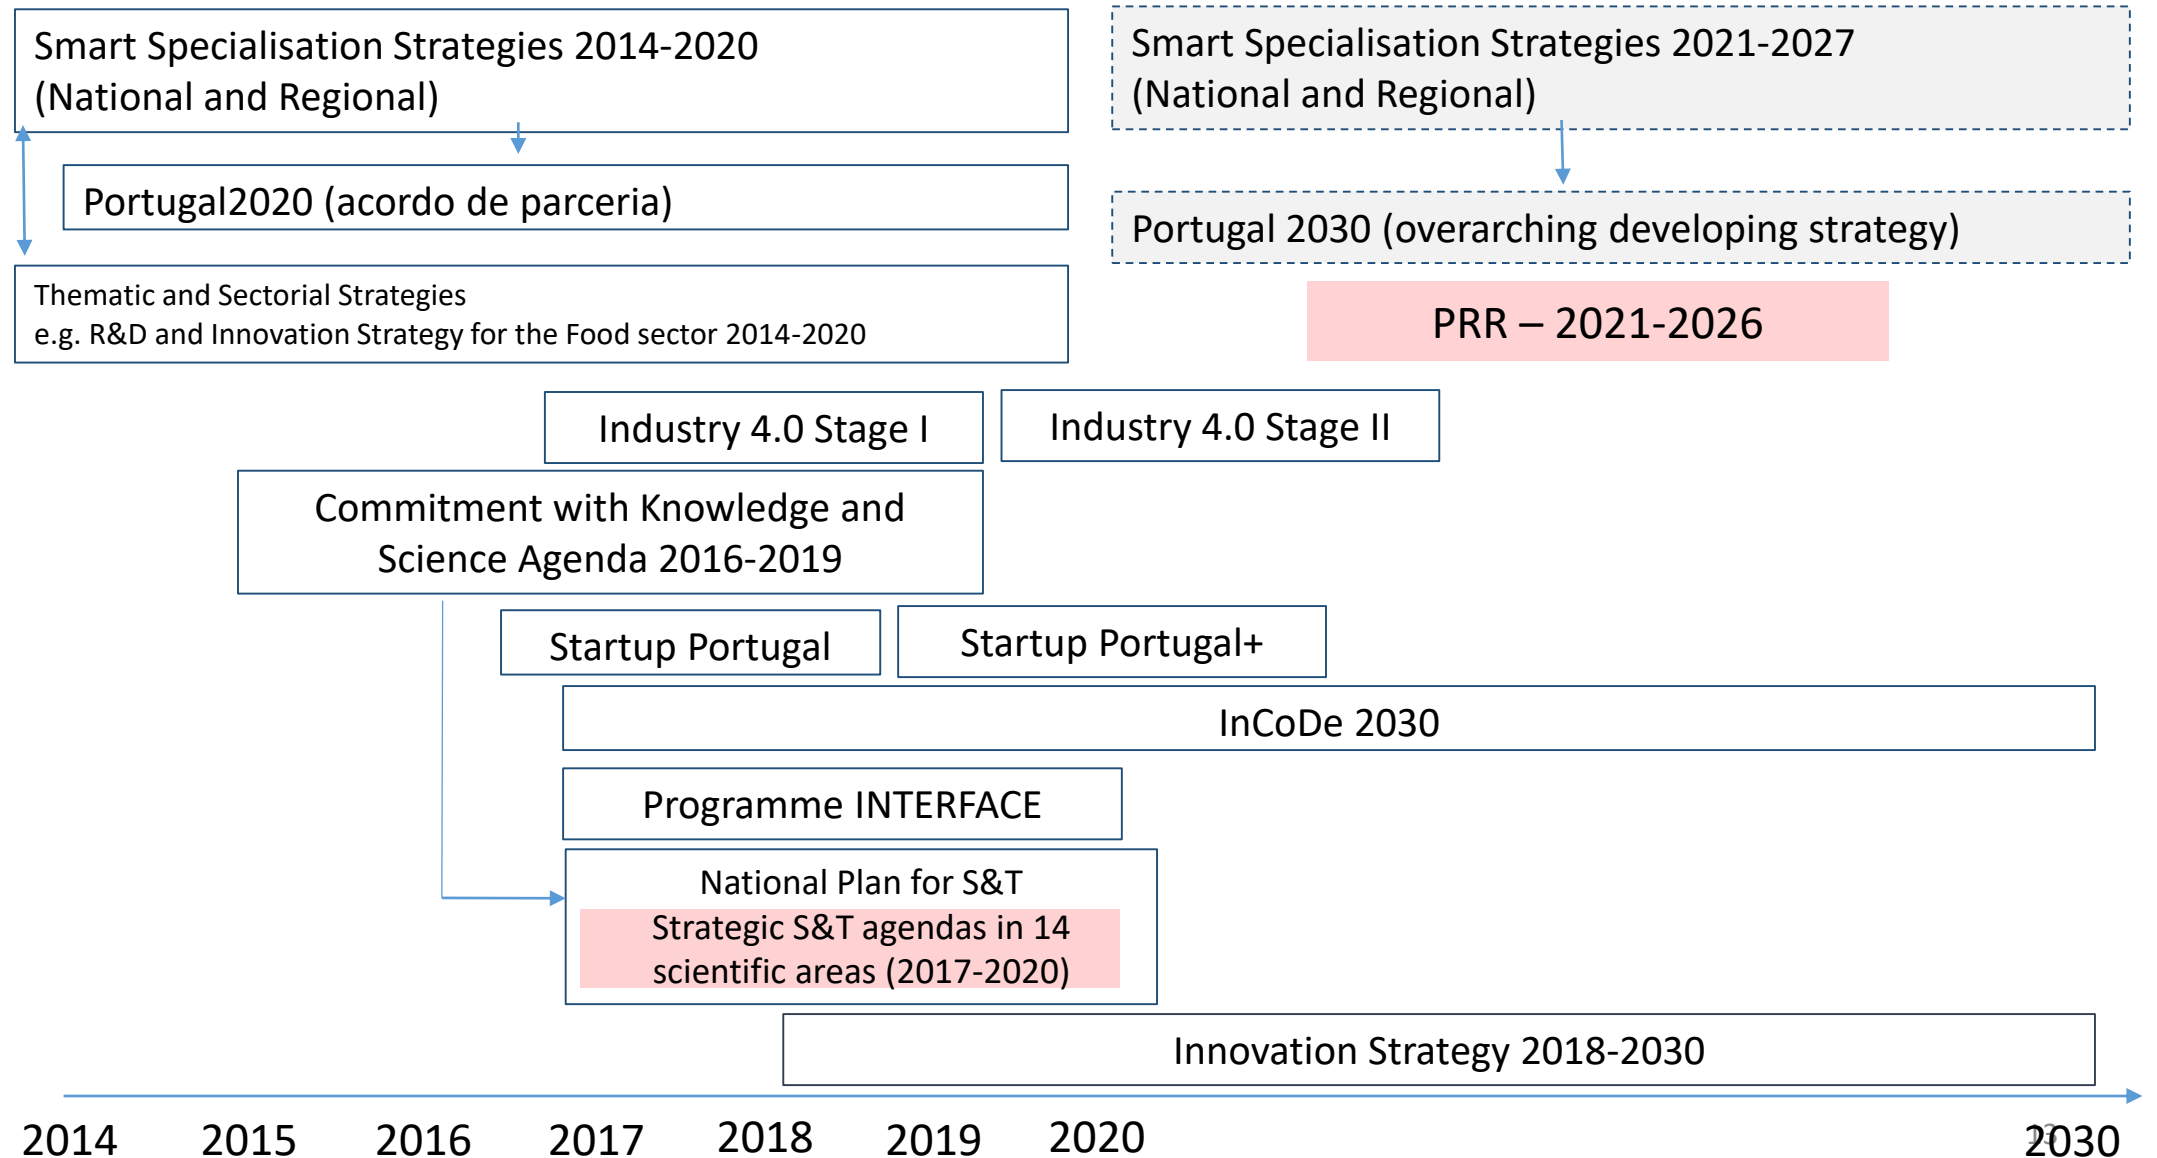 Smart Specialisation Strategies 2014-2020
(National and Regional)
Smart Specialisation Strategies 2021-2027
(National and Regional)
Portugal2020 (acordo de parceria)
Portugal 2030 (overarching developing strategy)
Thematic and Sectorial Strategies
e.g. R&D and Innovation Strategy for the Food sector 2014-2020
PRR – 2021-2026
Industry 4.0 Stage I
Industry 4.0 Stage II
Commitment with Knowledge and
Science Agenda 2016-2019
Startup Portugal
Startup Portugal+
InCoDe 2030
Programme INTERFACE
National Plan for S&T
Strategic S&T agendas in 14
scientific areas (2017-2020)
Innovation Strategy 2018-2030
2014
2015
2016
2017
2018
2019
2020
2030
13